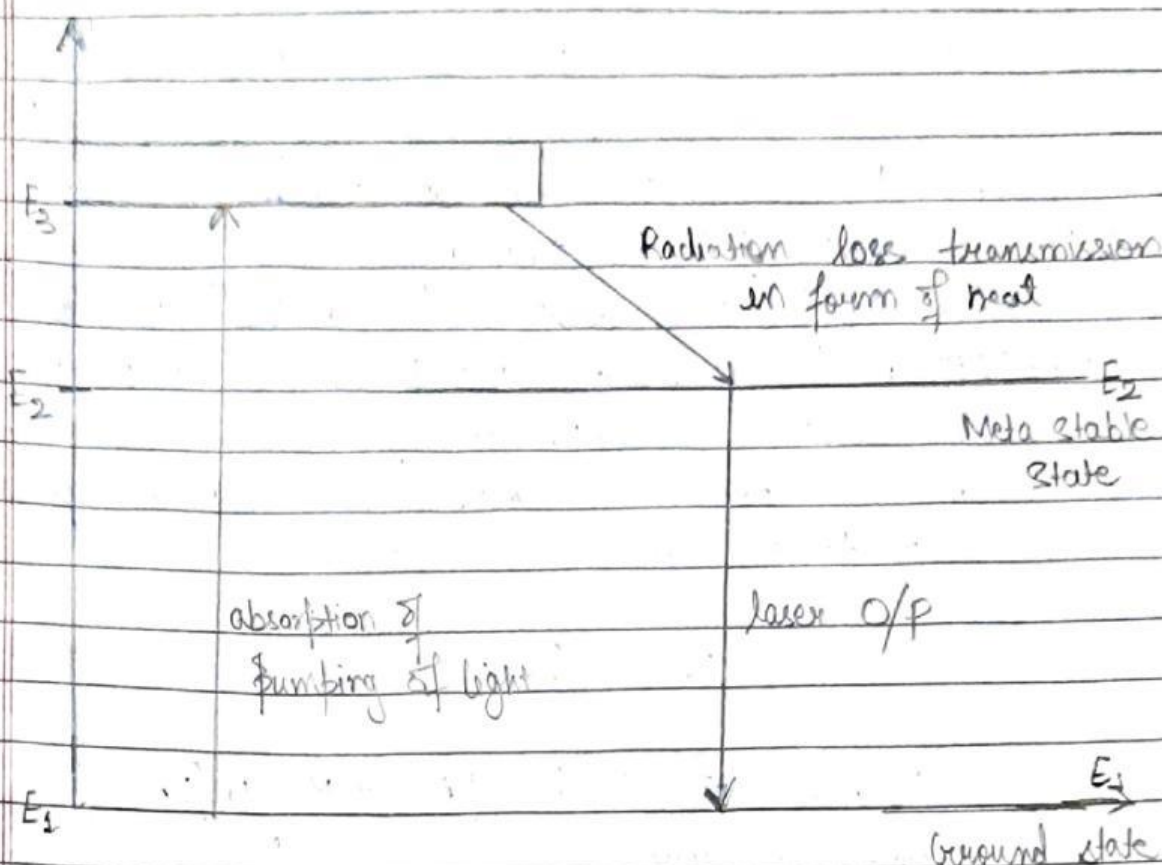 E3
Radiation loss transmission
in form of heat
E2
E2
Meta stable
State
absorption of
pumping of light
laser O/P
E1
E1
Ground state